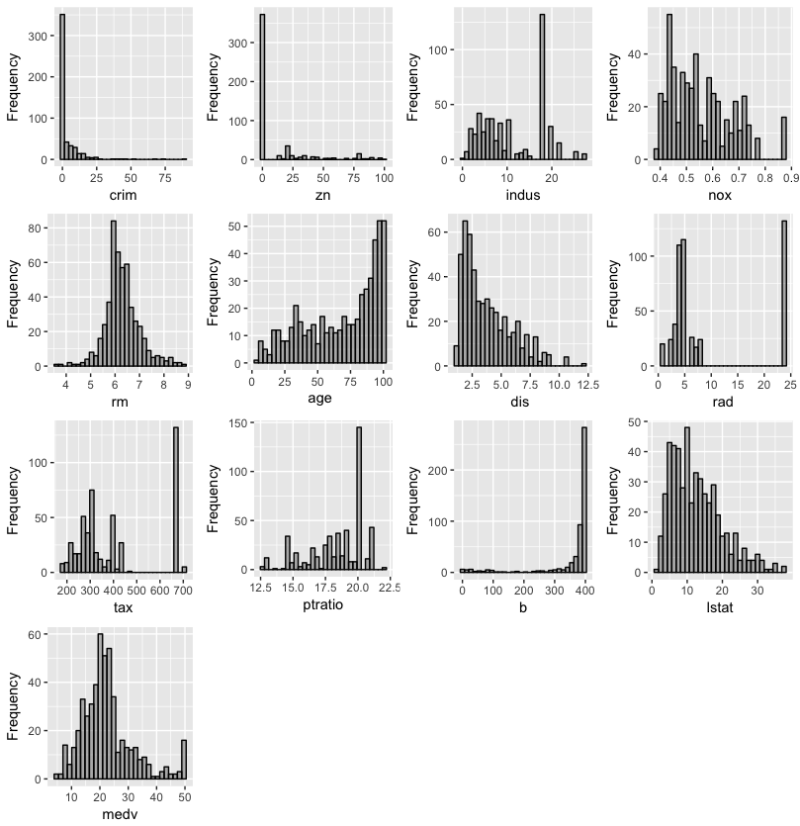 Frequency
300
200
100
0
0 25 50 75
crim
Frequency
300
200
100
0
0 25 50 75 100
zn
Frequency
100
50
0
0 10 20
indus
Frequency
40
20
0
0.4 0.5 0.6 0.7 0.8 0.9
nox
Frequency
80
60
40
20
0
4 5 6 7 8 9
rm
Frequency
50
40
30
20
10
0
0 25 50 75 100
age
Frequency
60
40
20
0
2.5 5.0 7.5 10.0 12.5
dis
Frequency
100
50
0
0 5 10 15 20 25
rad
Frequency
100
50
0
200 300 400 500 600 700
tax
Frequency
150
100
50
0
12.5 15.0 17.5 20.0 22.5
ptratio
Frequency
200
100
0
0 100 200 300 400
b
Frequency
50
40
30
20
10
0
0 10 20 30
lstat
Frequency
60
40
20
0
10 20 30 40 50
medv